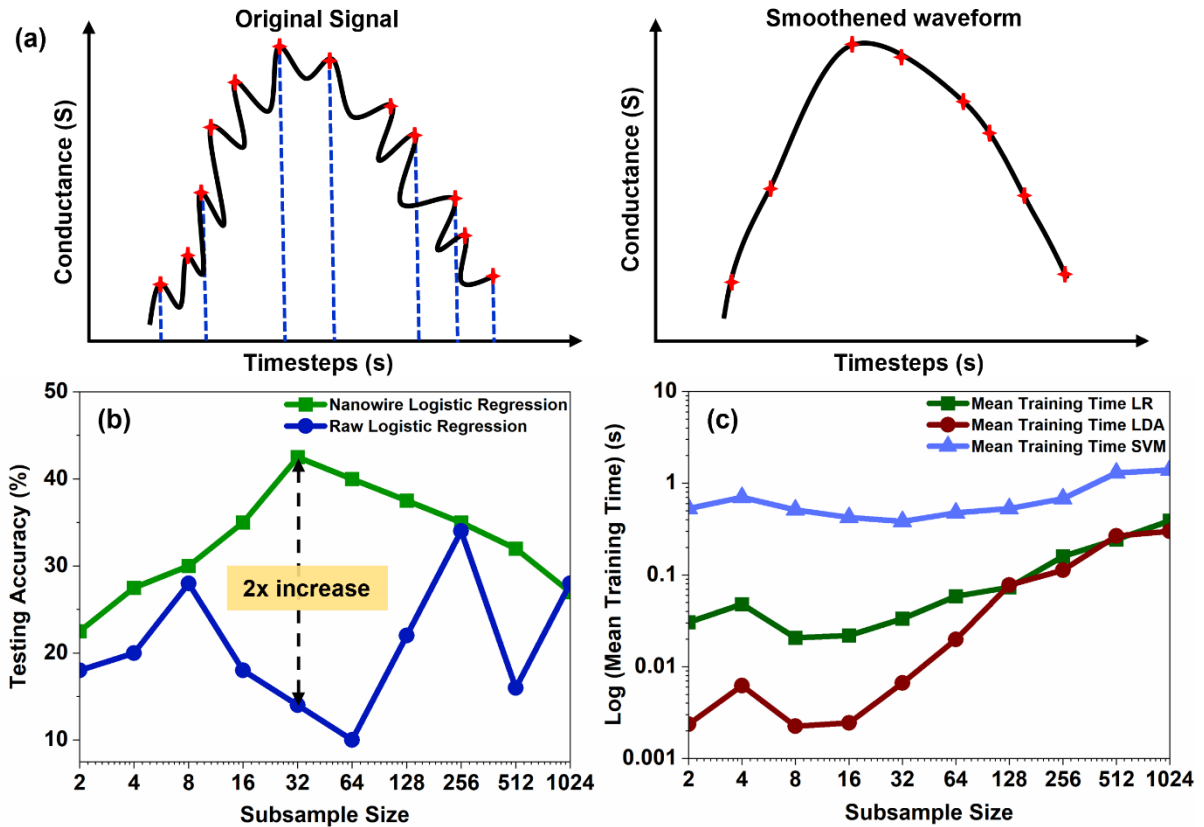 (a)
Original Signal
Conductance (S)
Timesteps (s)
Smoothened waveform
Conductance (S)
Timesteps (s)
(b)
Nanowire Logistic Regression
Raw Logistic Regression
2x increase
Testing Accuracy (%)
50
40
30
20
10
2 4 8 16 32 64 128 256 512 1024
Subsample Size
(c)
Mean Training Time LR
Mean Training Time LDA
Mean Training Time SVM
Log (Mean Training Time) (s)
10
1
0.1
0.01
0.001
2 4 8 16 32 64 128 256 512 1024
Subsample Size